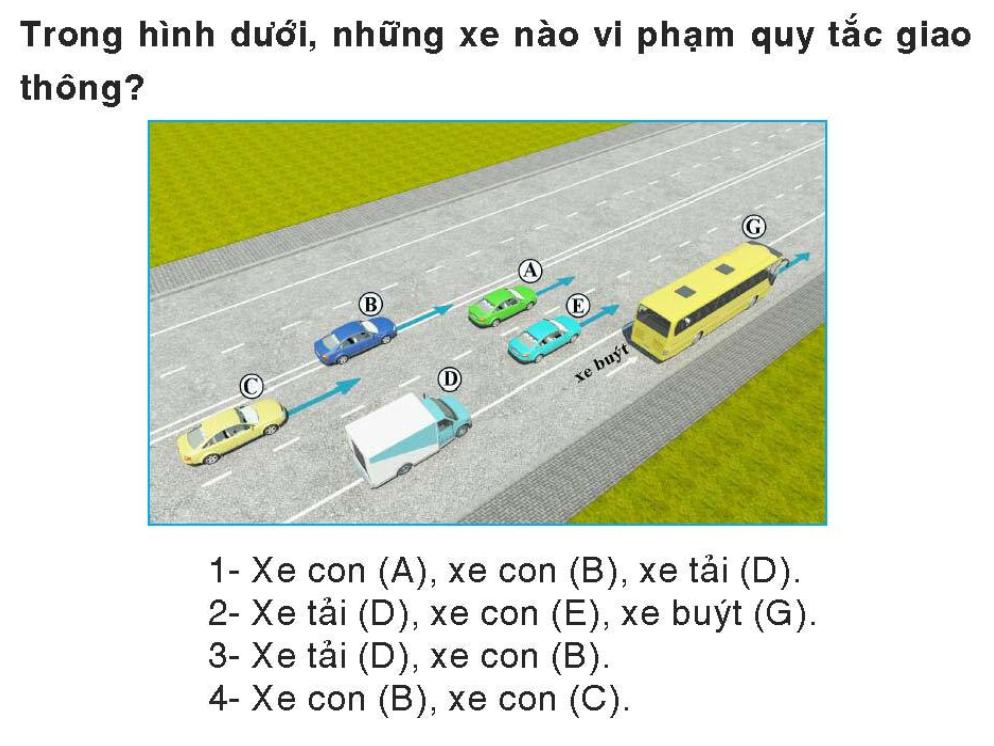 Trong hình dưới, những xe nào vi phạm quy tắc giao
thông?
G
A
B
E
xe buýt
D
C
1- Xe con (A), xe con (B), xe tải (D).
2- Xe tải (D), xe con (E), xe buýt (G).
3- Xe tải (D), xe con (B).
4- Xe con (B), xe con (C).